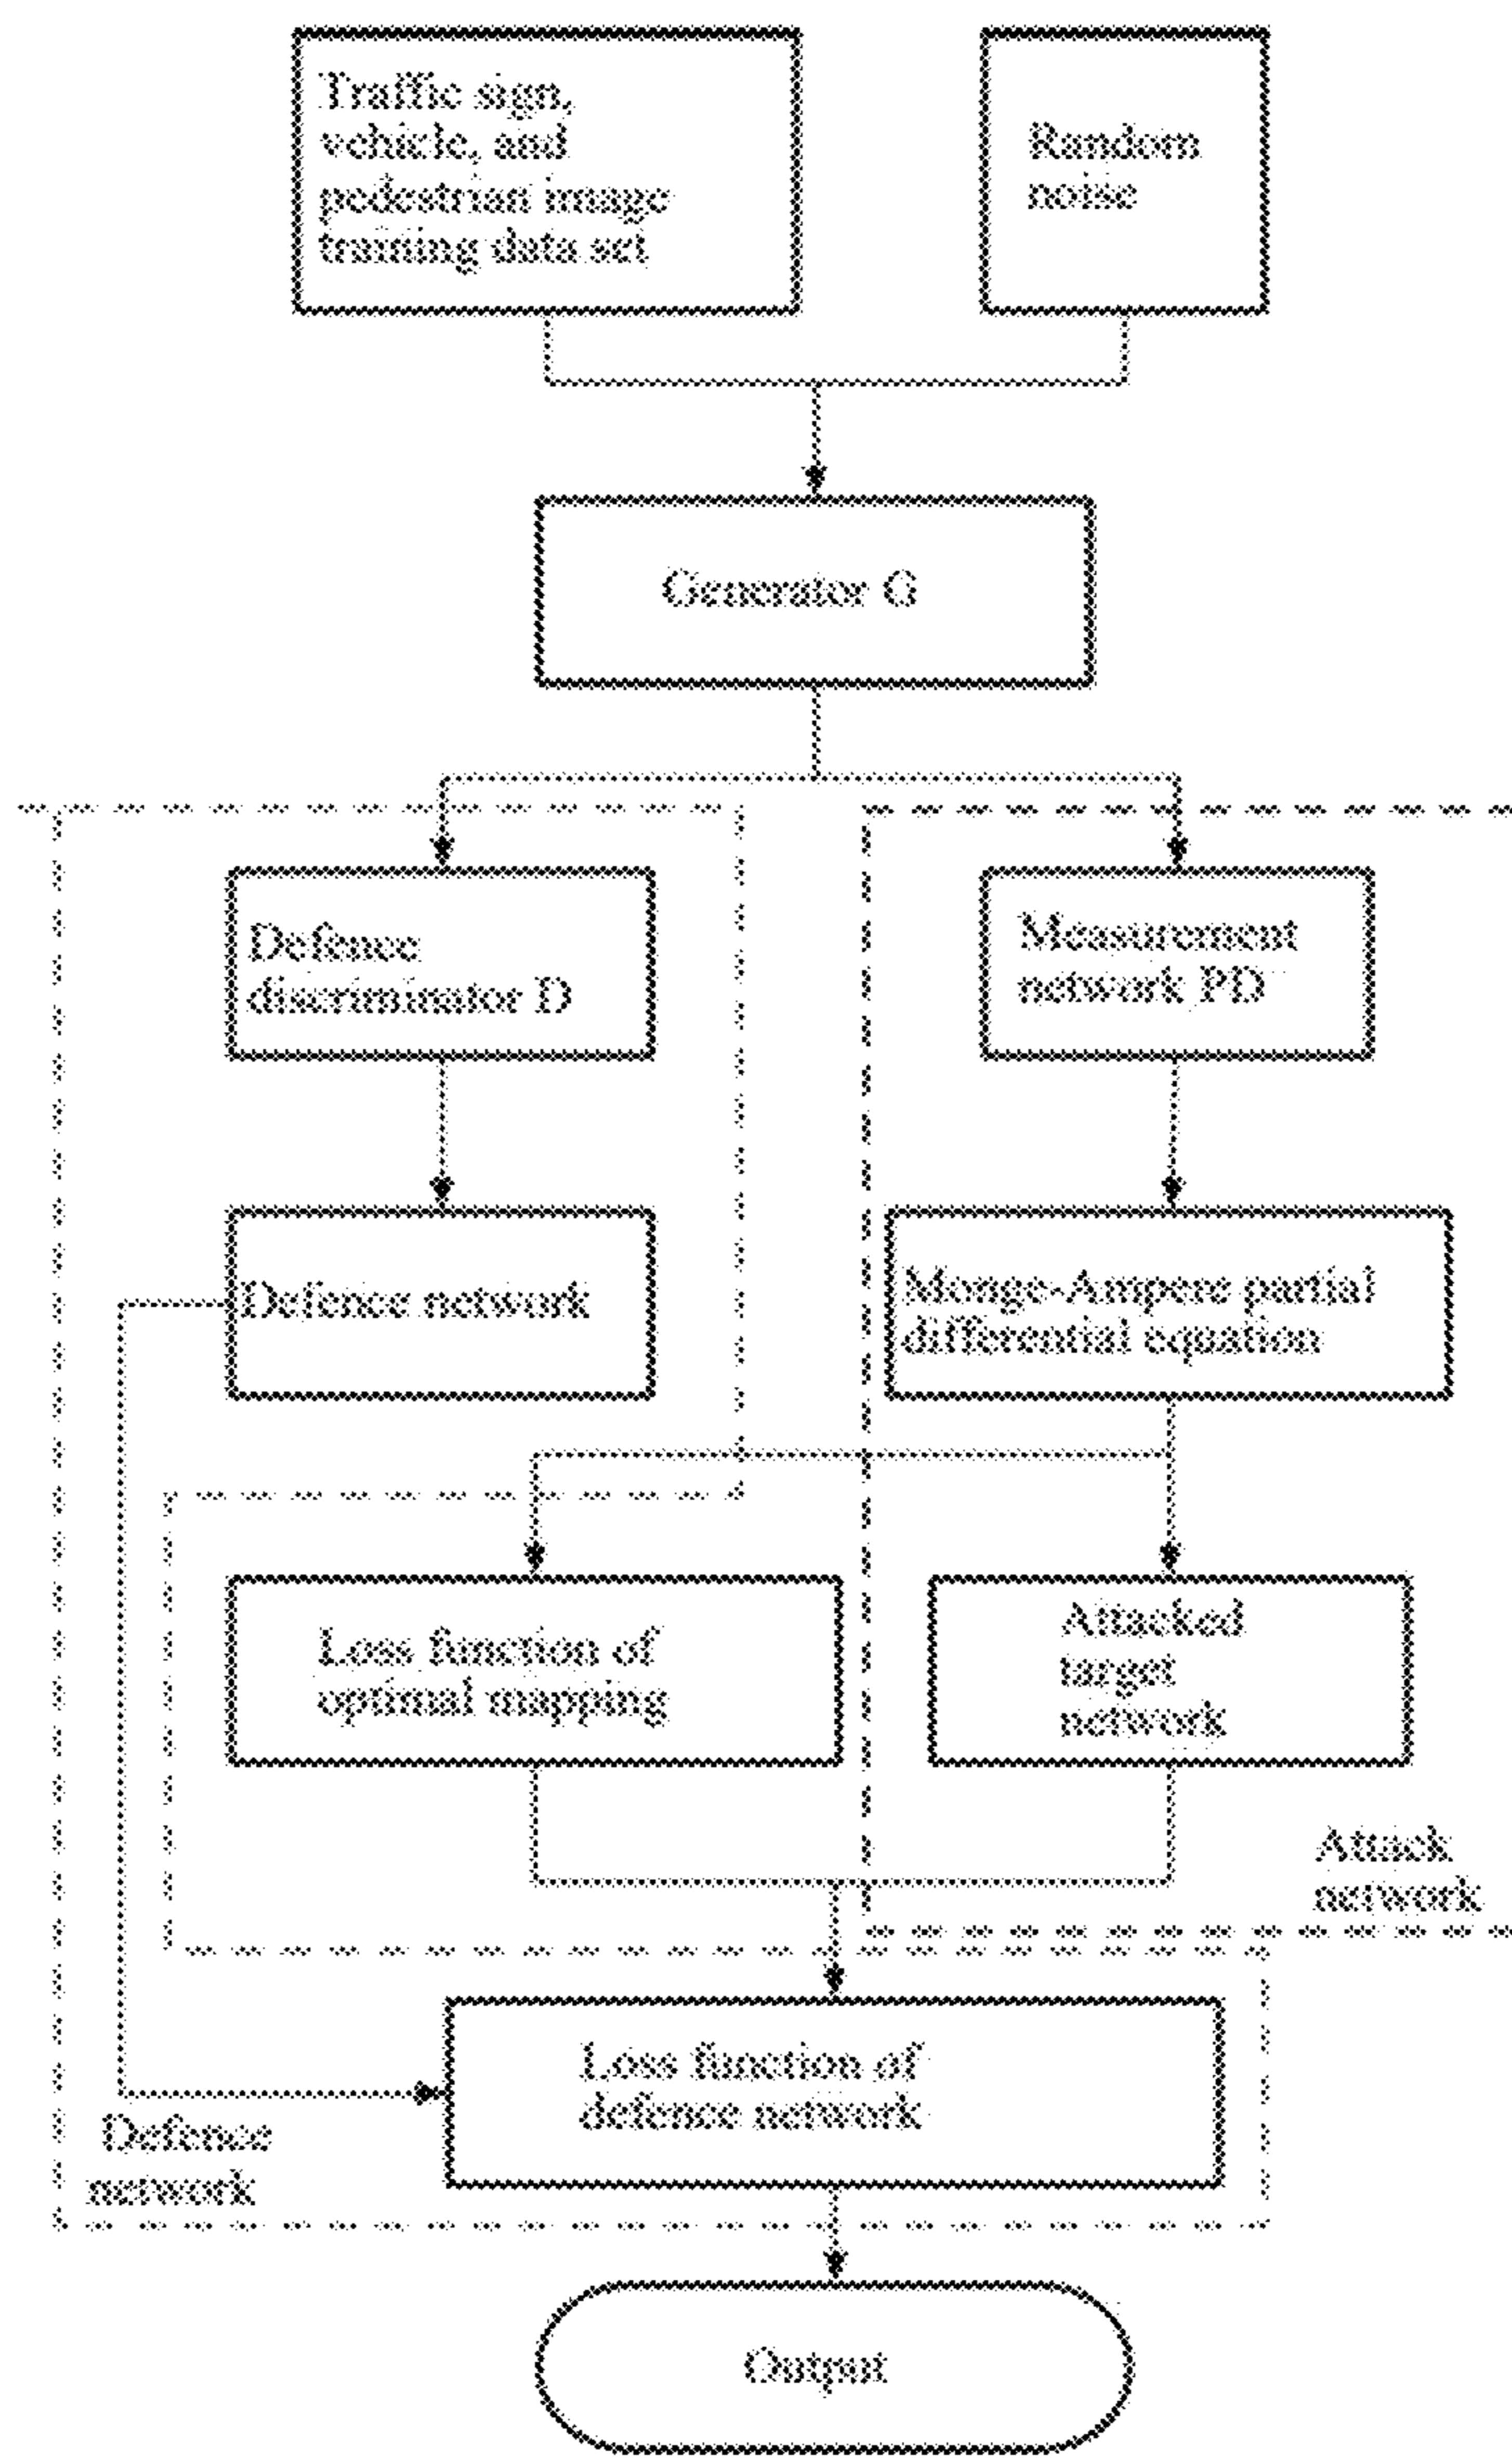 Traffic sign,
vehicle, and
pedestrian image
training data set
Random
noise
Generator G
Defence
discriminator D
Measurement
network PD
Defence network
Monge-Ampere partial
differential equation
Loss function of
optimal mapping
Attacked
target
network
Attack
network
Loss function of
defence network
Defence
network
Output